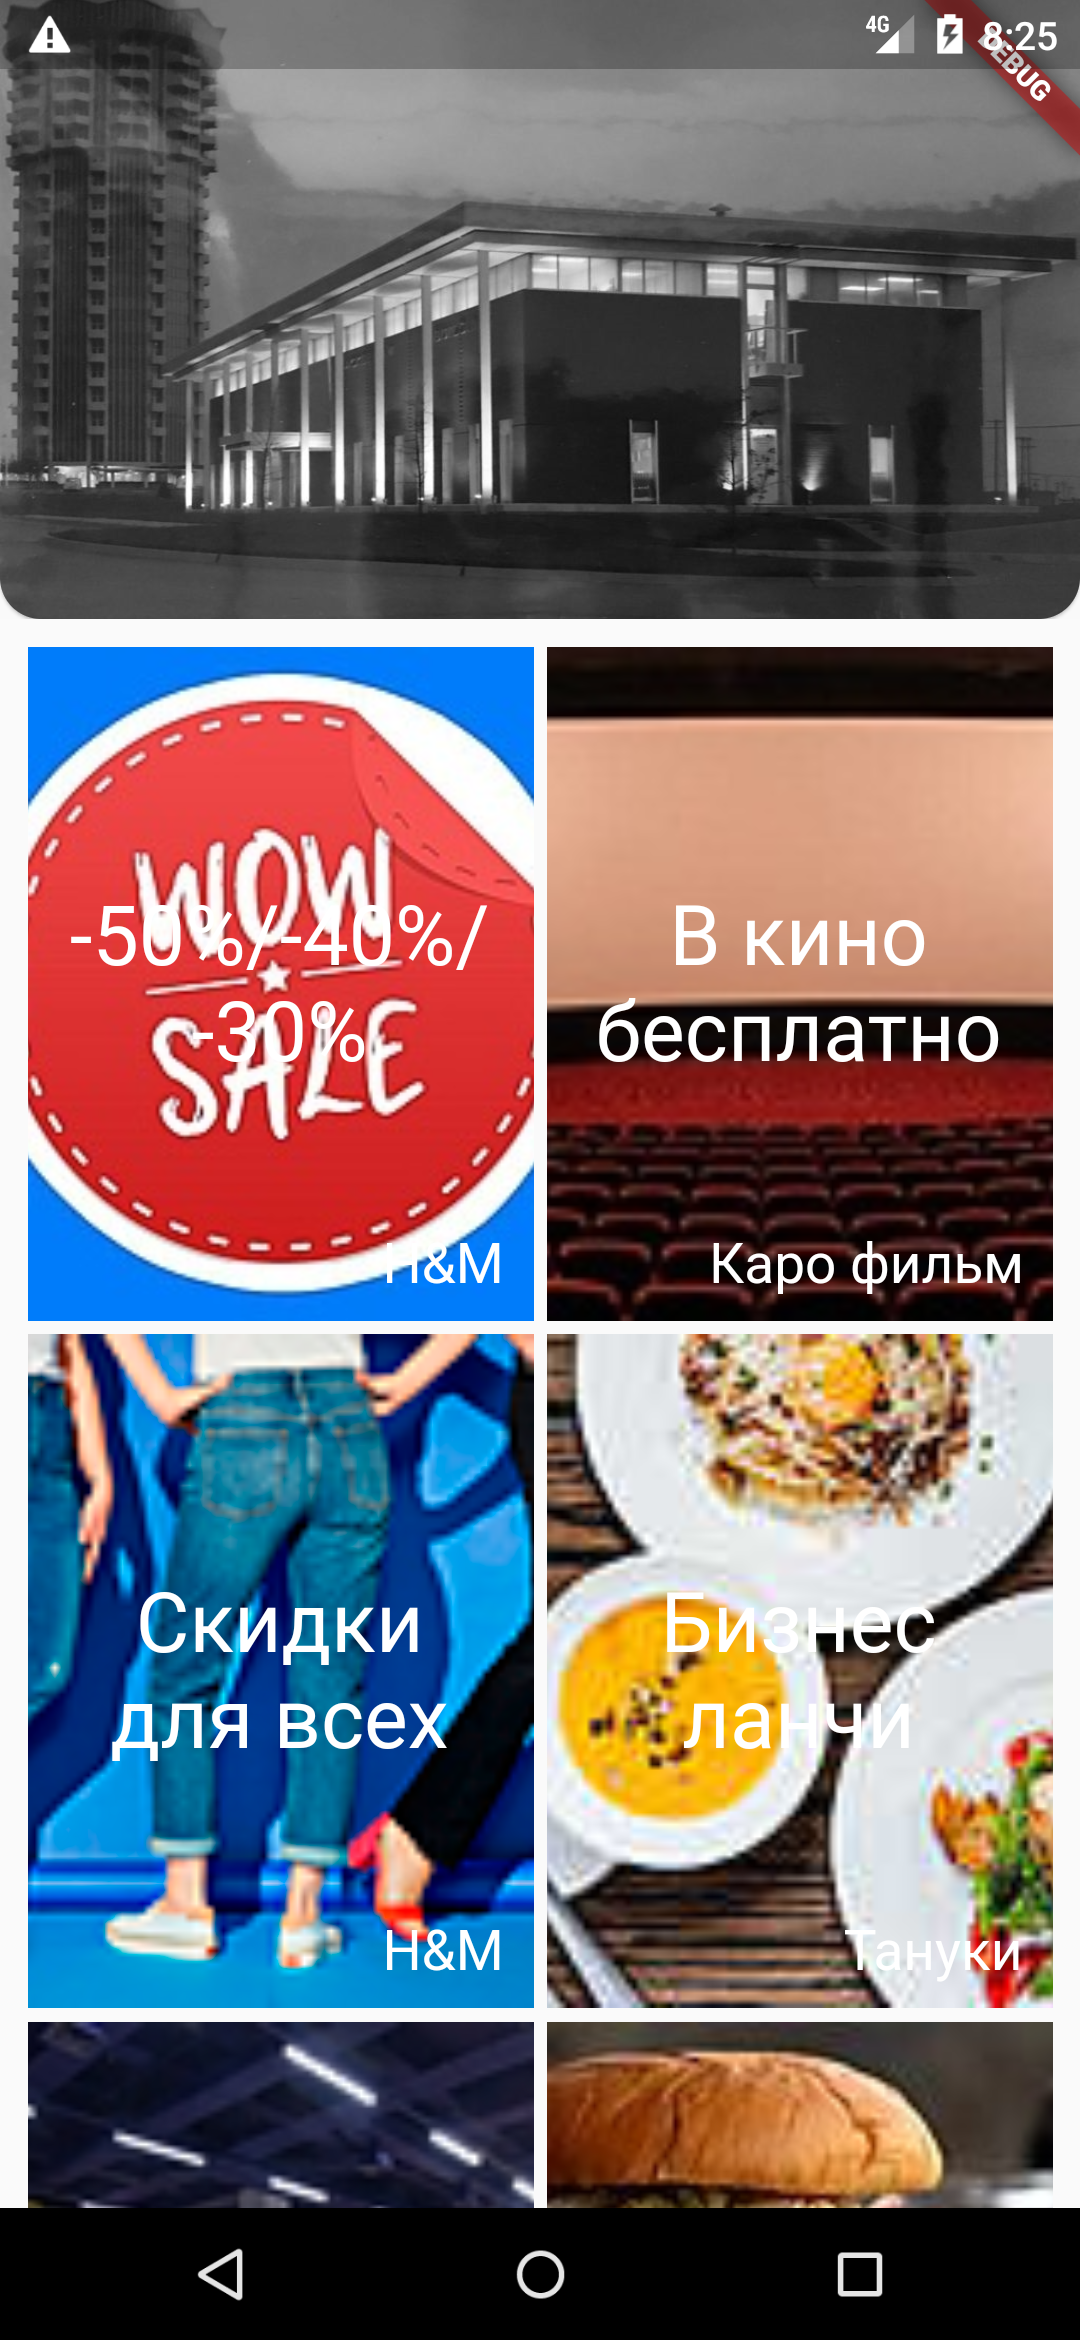 4G 8:25
DEBUG
WOW
-50%/-40%/
-30%
SALE
H&M
В кино
бесплатно
Каро фильм
Скидки
для всех
H&M
Бизнес
ланчи
Тануки